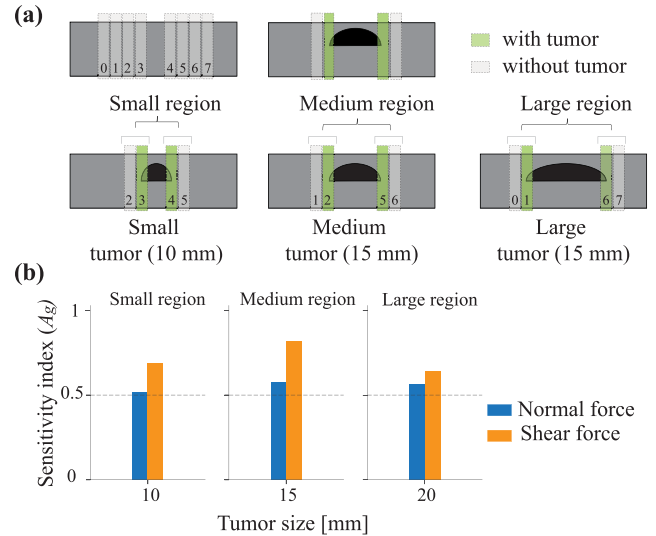 (a)
with tumor
without tumor
0 1 2 3 4 5 6 7
Small region
Medium region
Large region
2 3 4 5
1 2 5 6
0 1 6 7
Small
tumor (10 mm)
Medium
tumor (15 mm)
Large
tumor (15 mm)
(b)
Small region
Medium region
Large region
Sensitivity index (Ag)
1
0.5
0
Normal force
Shear force
10
15
20
Tumor size [mm]